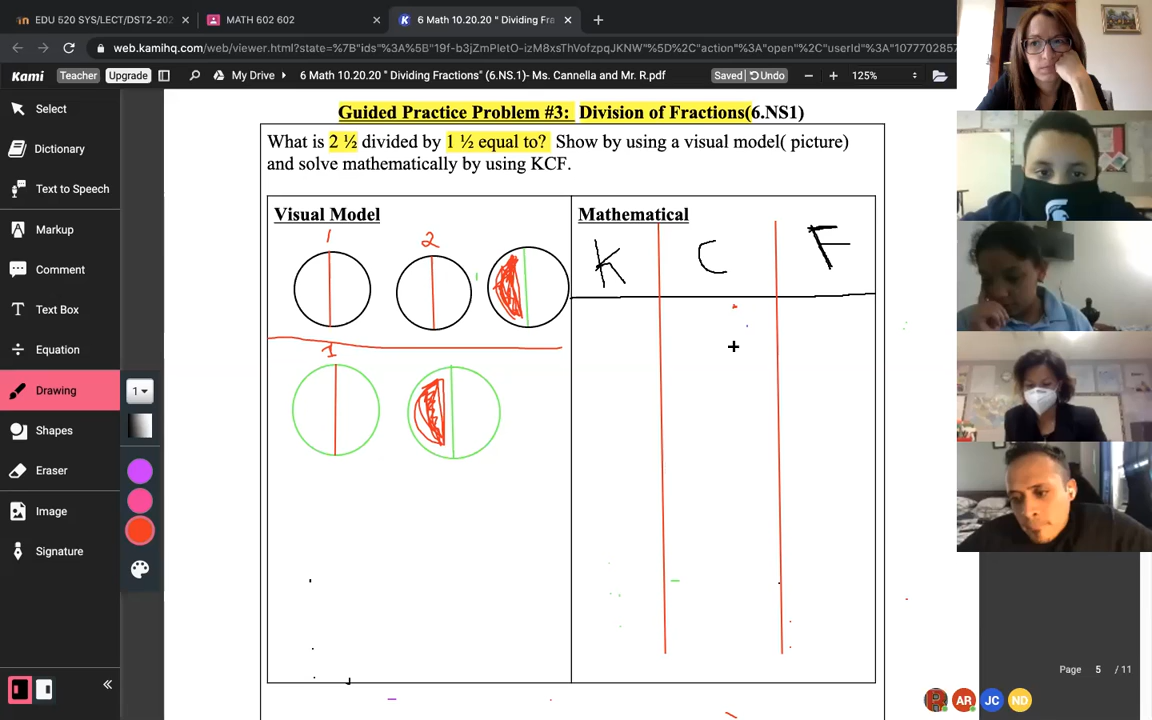 EDU 520 SYS/LECT/DST2-202
MATH 602 602
6 Math 10.20.20 " Dividing Fra
web.kamihq.com/web/viewer.html?state=%7B"ids"%3A%5B"19f-b3jZmPletO-izM8xsThVofzpqJKNW"%5D%2C"action"%3A"open"%2C"userId"%3A"1077702857
Kami Teacher Upgrade My Drive 6 Math 10.20.20 " Dividing Fractions" (6.NS.1)- Ms. Cannella and Mr. R.pdf Saved Undo 125%
Select
Dictionary
Text to Speech
Markup
Comment
Text Box
Equation
Drawing
Shapes
Eraser
Image
Signature
1
Guided Practice Problem #3: Division of Fractions(6.NS1)
What is 2 ½ divided by 1 ½ equal to? Show by using a visual model( picture)
and solve mathematically by using KCF.
Visual Model
1 2
1
Mathematical
K C F
Page 5 / 11
AR JC ND